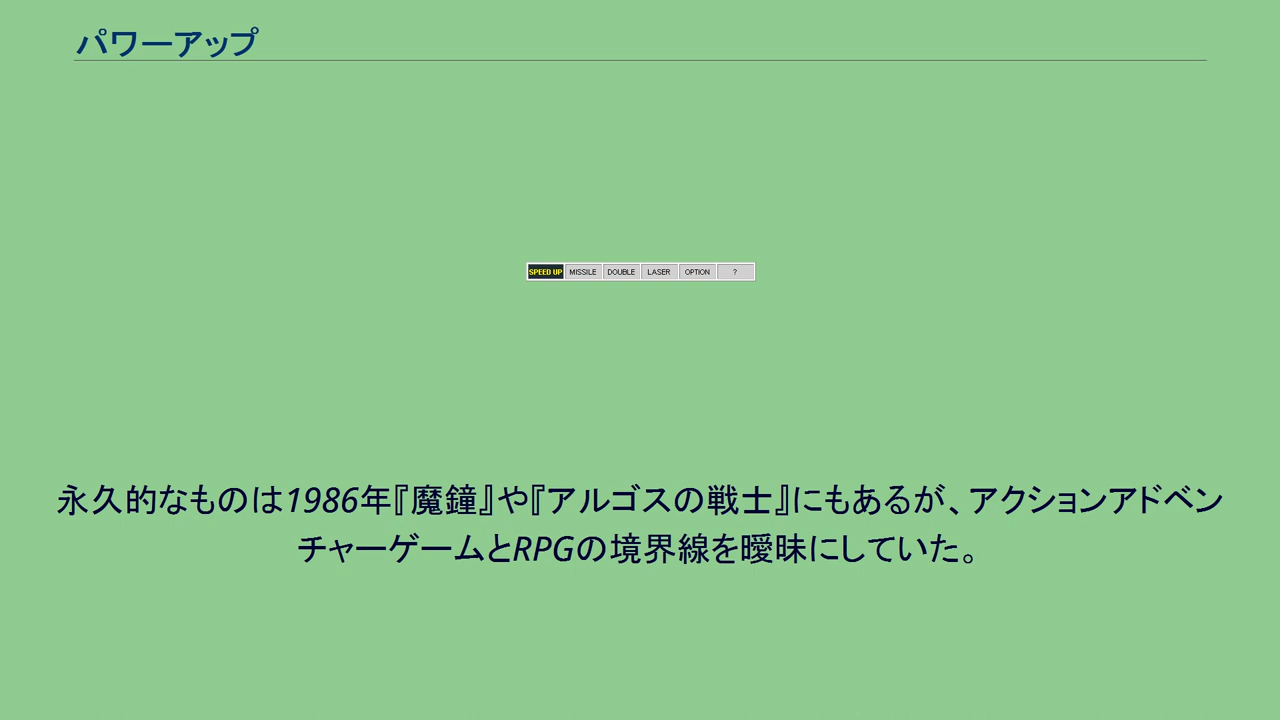 パワーアップ
SPEED UP MISSILE DOUBLE LASER OPTION ?
永久的なものは1986年『魔鐘』や『アルゴスの戦士』にもあるが、アクションアドベン
チャーゲームとRPGの境界線を曖昧にしていた。